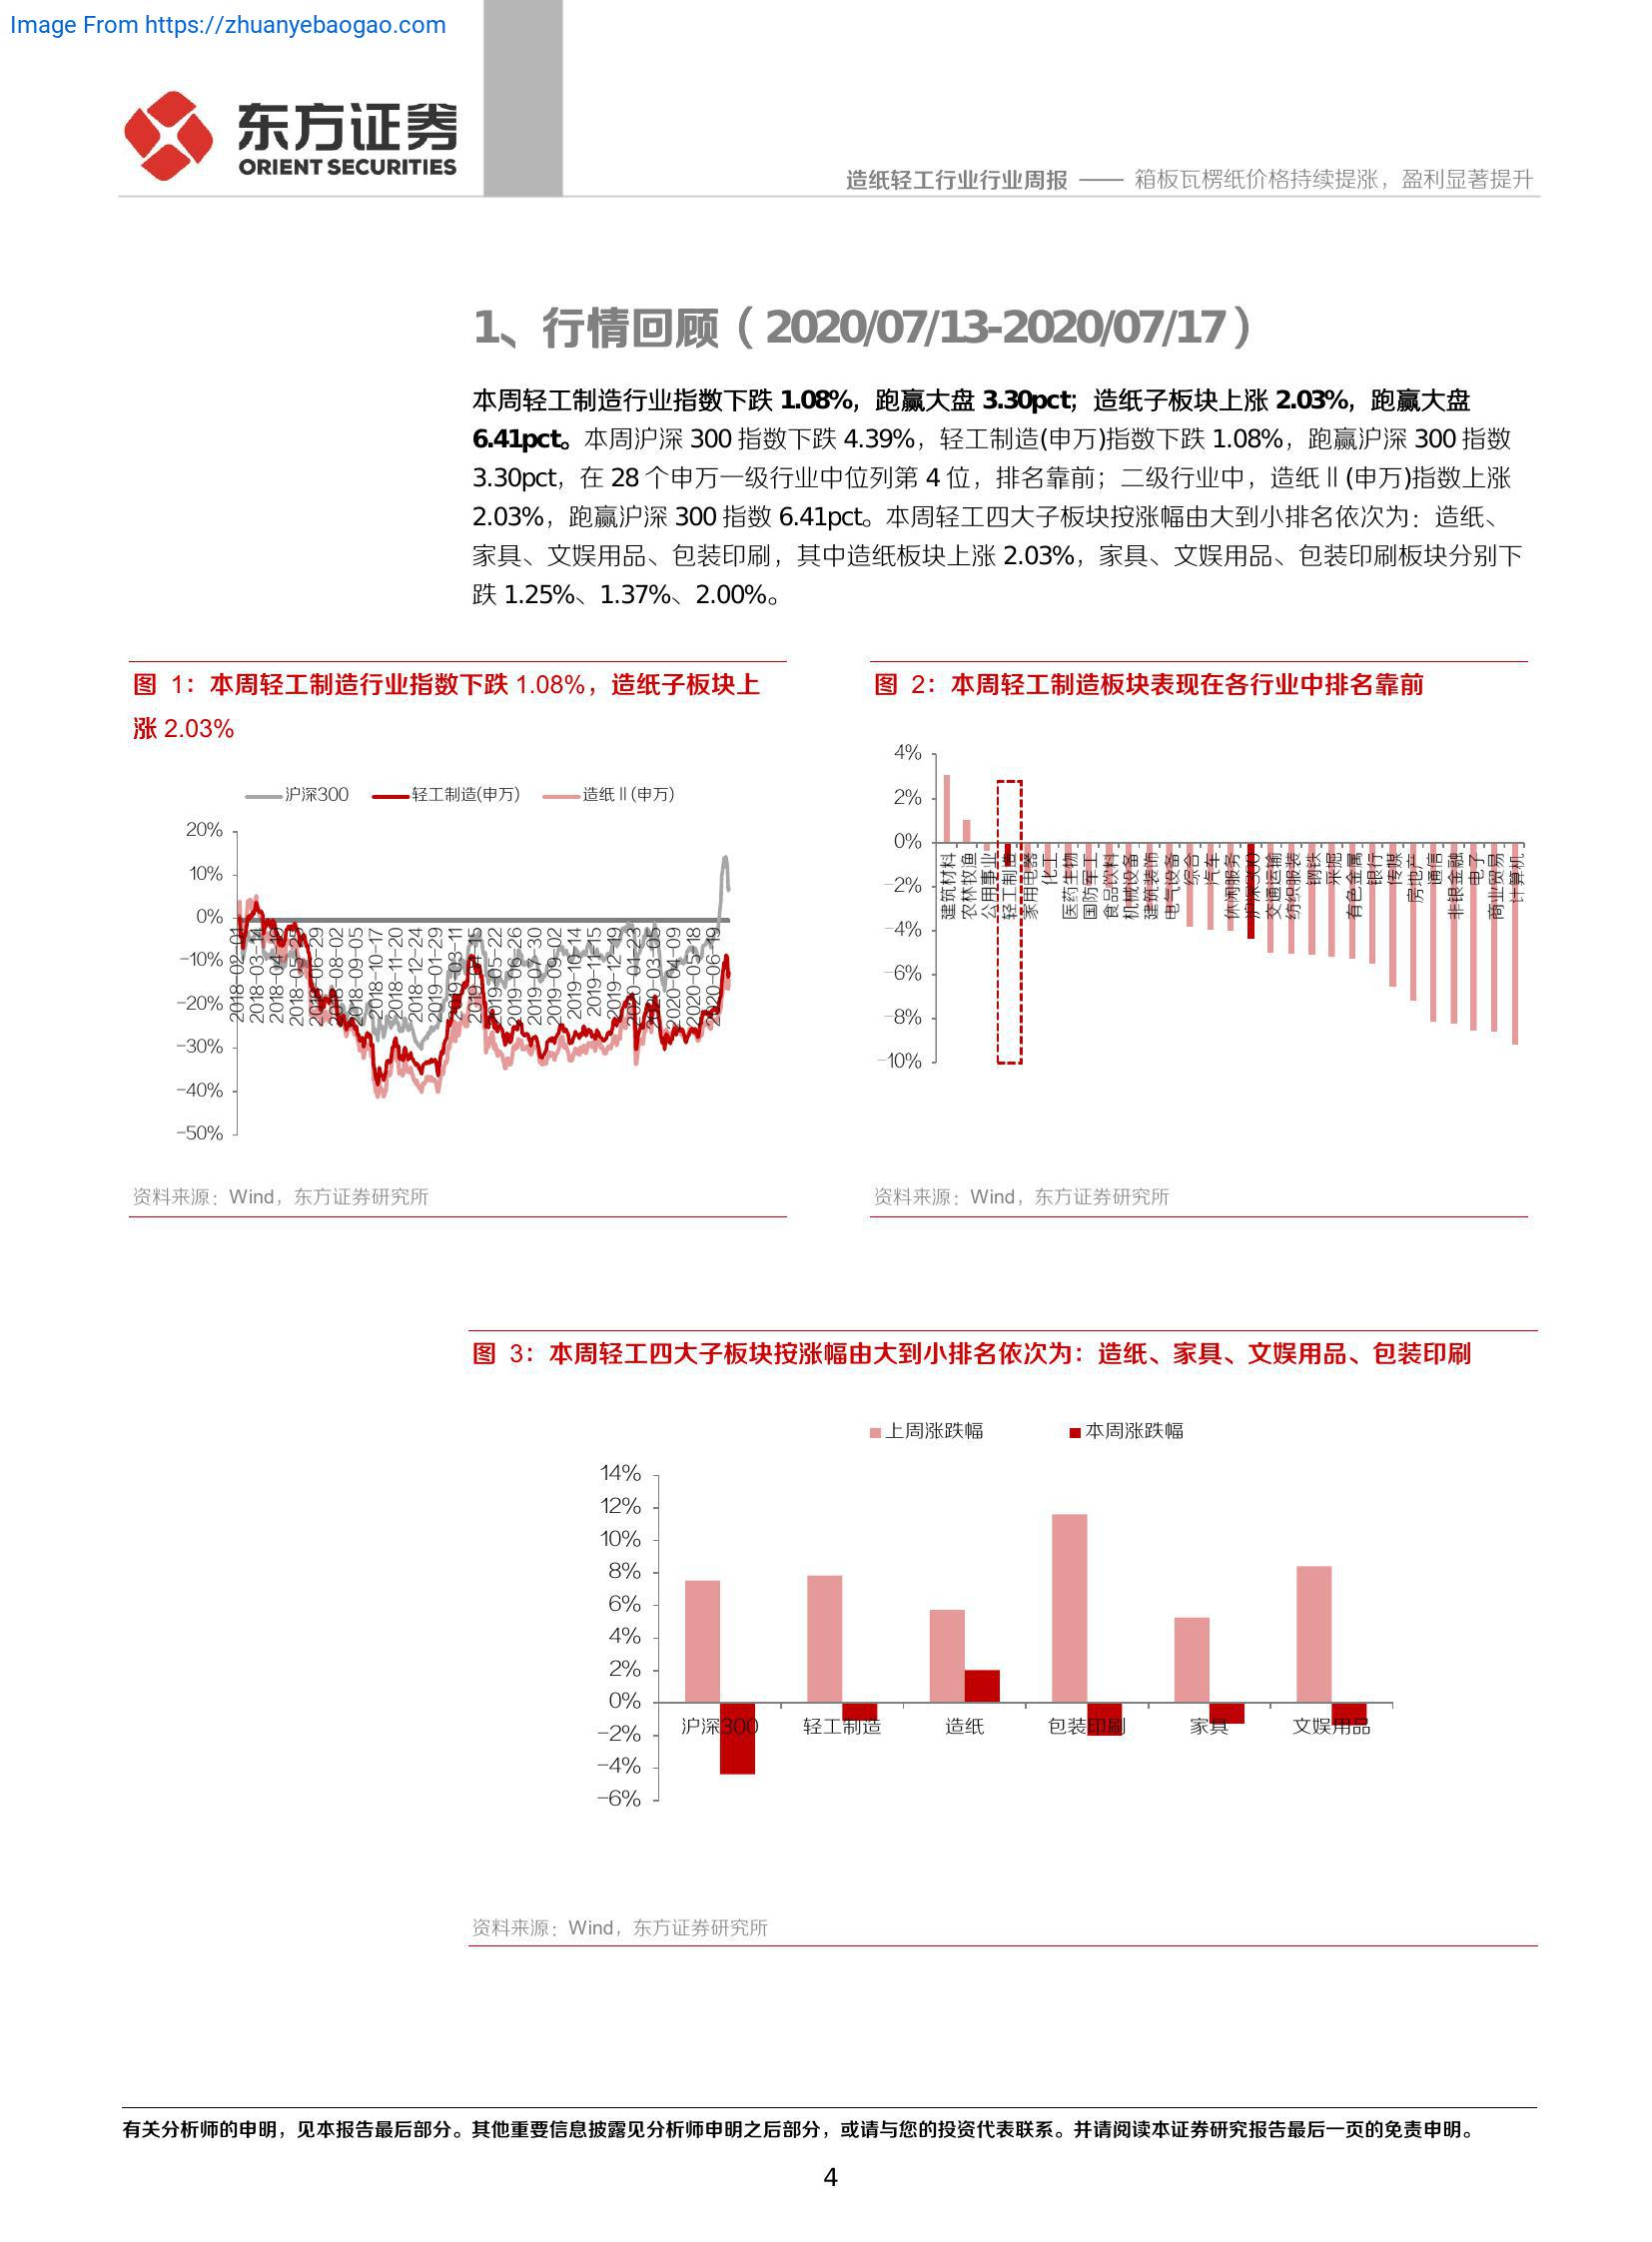 Image From https://zhuanyebaogao.com
东方证券
ORIENT SECURITIES
造纸轻工行业行业周报 —— 箱板瓦楞纸价格持续提涨，盈利显著提升
1、行情回顾（2020/07/13-2020/07/17）
本周轻工制造行业指数下跌 1.08%，跑赢大盘 3.30pct；造纸子板块上涨 2.03%，跑赢大盘
6.41pct。本周沪深 300 指数下跌 4.39%，轻工制造(申万)指数下跌 1.08%，跑赢沪深 300 指数
3.30pct，在 28 个申万一级行业中位列第 4 位，排名靠前；二级行业中，造纸Ⅱ(申万)指数上涨
2.03%，跑赢沪深 300 指数 6.41pct。本周轻工四大子板块按涨幅由大到小排名依次为：造纸、
家具、文娱用品、包装印刷，其中造纸板块上涨 2.03%，家具、文娱用品、包装印刷板块分别下
跌 1.25%、1.37%、2.00%。
图 1：本周轻工制造行业指数下跌 1.08%，造纸子板块上
涨 2.03%
沪深300 轻工制造(申万) 造纸Ⅱ(申万)
20%
10%
0%
-10%
-20%
-30%
-40%
-50%
2018-02-01
2018-03-14
2018-04-19
2018-05-25
2018-06-29
2018-08-02
2018-09-05
2018-10-17
2018-11-20
2018-12-24
2019-01-29
2019-03-11
2019-04-15
2019-05-22
2019-06-26
2019-07-30
2019-09-02
2019-10-14
2019-11-15
2019-12-19
2020-01-23
2020-03-05
2020-04-09
2020-05-18
2020-06-19
资料来源：Wind，东方证券研究所
图 2：本周轻工制造板块表现在各行业中排名靠前
4%
2%
0%
-2%
-4%
-6%
-8%
-10%
建筑材料
农林牧渔
公用事业
轻工制造
家用电器
化工
医药生物
国防军工
食品饮料
机械设备
建筑装饰
电气设备
综合
汽车
休闲服务
沪深300
交通运输
纺织服装
钢铁
采掘
有色金属
银行
传媒
房地产
通信
非银金融
电子
商业贸易
计算机
资料来源：Wind，东方证券研究所
图 3：本周轻工四大子板块按涨幅由大到小排名依次为：造纸、家具、文娱用品、包装印刷
上周涨跌幅 本周涨跌幅
14%
12%
10%
8%
6%
4%
2%
0%
-2%
-4%
-6%
沪深300 轻工制造 造纸 包装印刷 家具 文娱用品
资料来源：Wind，东方证券研究所
有关分析师的申明，见本报告最后部分。其他重要信息披露见分析师申明之后部分，或请与您的投资代表联系。并请阅读本证券研究报告最后一页的免责申明。
4